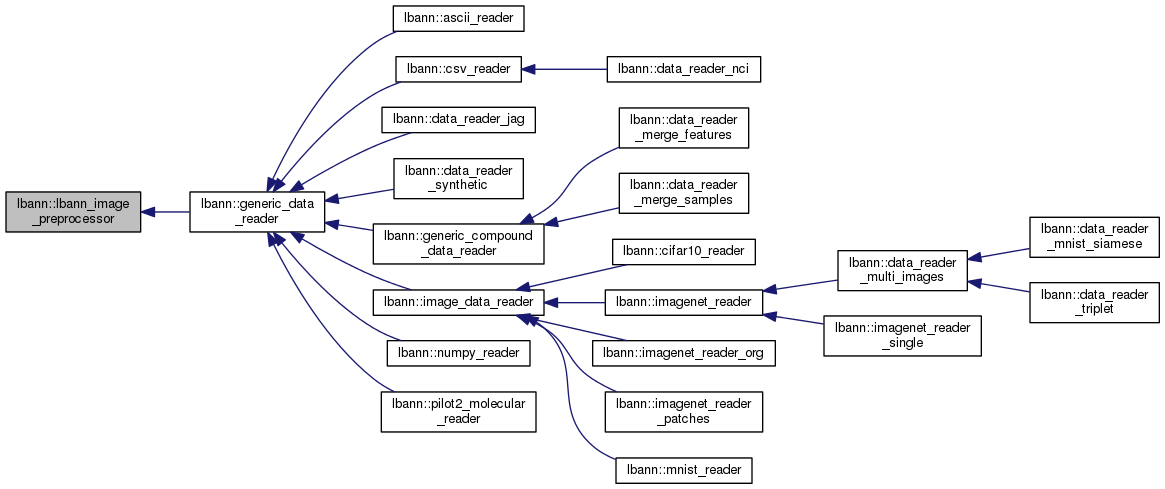 lbann::lbann_image
_preprocessor
lbann::generic_data
_reader
lbann::ascii_reader
lbann::csv_reader
lbann::data_reader_jag
lbann::data_reader
_synthetic
lbann::generic_compound
_data_reader
lbann::image_data_reader
lbann::numpy_reader
lbann::pilot2_molecular
_reader
lbann::data_reader_nci
lbann::data_reader
_merge_features
lbann::data_reader
_merge_samples
lbann::cifar10_reader
lbann::imagenet_reader
lbann::imagenet_reader_org
lbann::imagenet_reader
_patches
lbann::mnist_reader
lbann::data_reader
_multi_images
lbann::imagenet_reader
_single
lbann::data_reader
_mnist_siamese
lbann::data_reader
_triplet